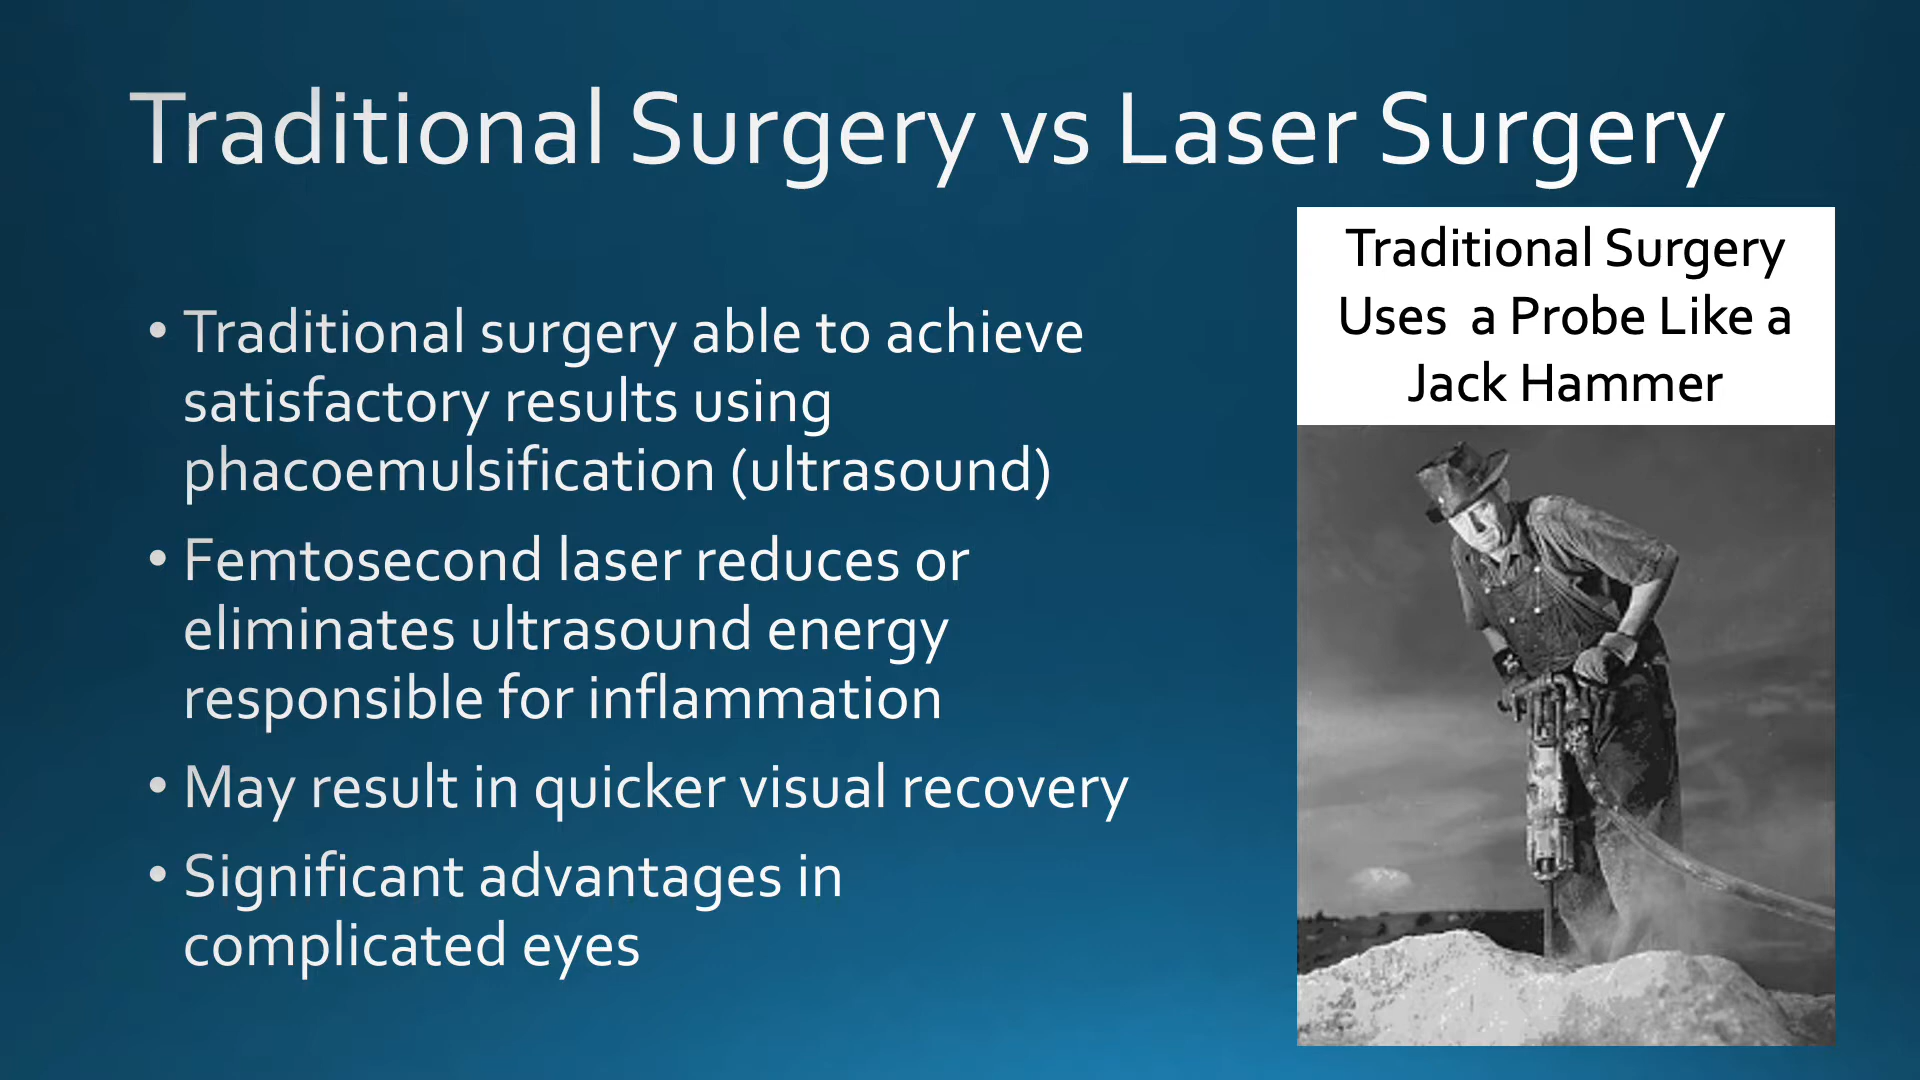 Traditional Surgery vs Laser Surgery
• Traditional surgery able to achieve
satisfactory results using
phacoemulsification (ultrasound)
• Femtosecond laser reduces or
eliminates ultrasound energy
responsible for inflammation
• May result in quicker visual recovery
• Significant advantages in
complicated eyes
Traditional Surgery
Uses  a Probe Like a
Jack Hammer